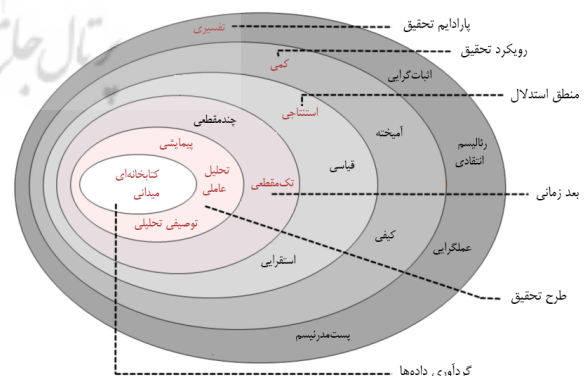 پارادایم تحقیق
تفسیری
رویکرد تحقیق
کمی
اثبات‌گرایی
منطق استدلال
استنتاجی
چندمقطعی
آمیخته
پیمایشی
رئالیسم
انتقادی
قیاسی
تحلیل
عاملی
کتابخانه‌ای
میدانی
تک‌مقطعی
بعد زمانی
توصیفی تحلیلی
کیفی
عملگرایی
استقرایی
طرح تحقیق
پست‌مدرنیسم
گردآوری داده‌ها